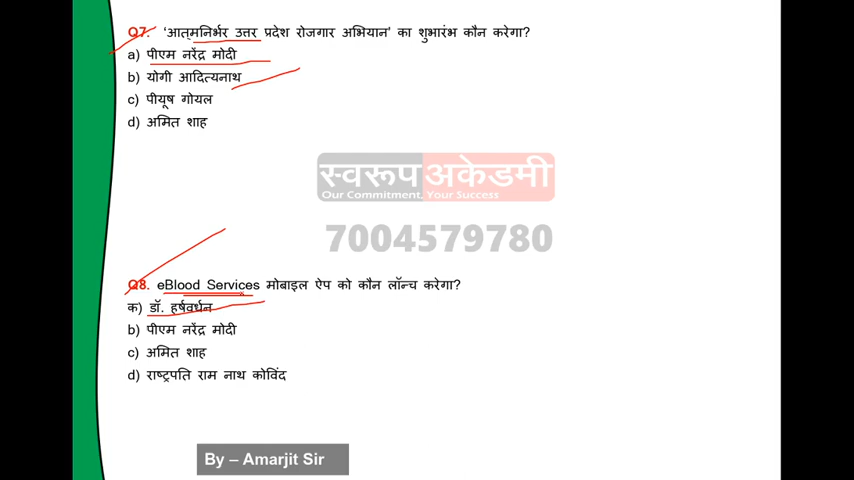 Q7. ‘आत्मनिर्भर उत्तर प्रदेश रोजगार अभियान’ का शुभारंभ कौन करेगा?
a) पीएम नरेंद्र मोदी
b) योगी आदित्यनाथ
c) पीयूष गोयल
d) अमित शाह
स्वरूप अकेडमी
Our Commitment, Your Success
7004579780
Q8. eBlood Services मोबाइल ऐप को कौन लॉन्च करेगा?
क) डॉ. हर्षवर्धन
b) पीएम नरेंद्र मोदी
c) अमित शाह
d) राष्ट्रपति राम नाथ कोविंद
By – Amarjit Sir